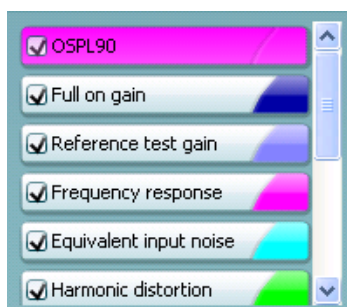 OSPL90
Full on gain
Reference test gain
Frequency response
Equivalent input noise
Harmonic distortion